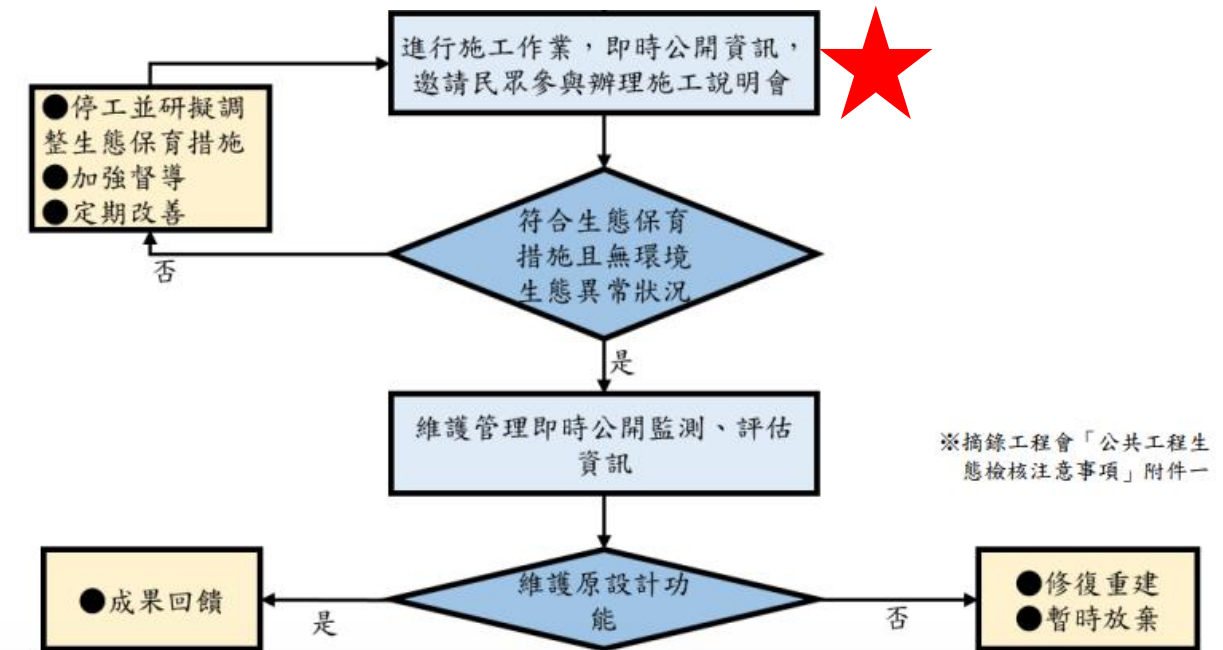 進行施工作業，即時公開資訊，
邀請民眾參與辦理施工說明會
●停工並研擬調
整生態保育措施
●加強督導
●定期改善
符合生態保育
措施且無環境
生態異常狀況
否
是
維護管理即時公開監測、評估
資訊
※摘錄工程會「公共工程生
態檢核注意事項」附件一
●成果回饋
是
維護原設計功
能
否
●修復重建
●暫時放棄